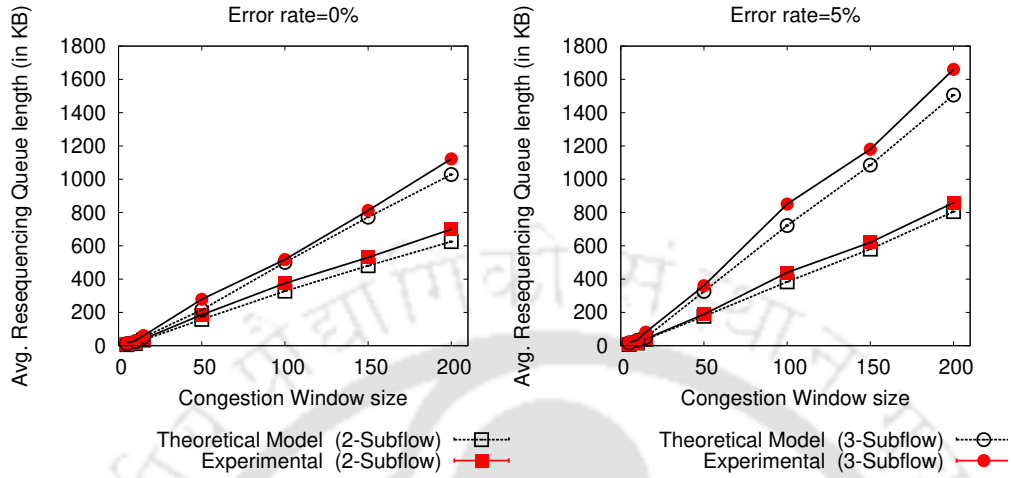 Error rate=0%
Avg. Resequencing Queue length (in KB)
1800
1600
1400
1200
1000
800
600
400
200
0
0 50 100 150 200
Congestion Window size
Error rate=5%
Avg. Resequencing Queue length (in KB)
1800
1600
1400
1200
1000
800
600
400
200
0
0 50 100 150 200
Congestion Window size
Theoretical Model (2-Subflow)
Experimental (2-Subflow)
Theoretical Model (3-Subflow)
Experimental (3-Subflow)